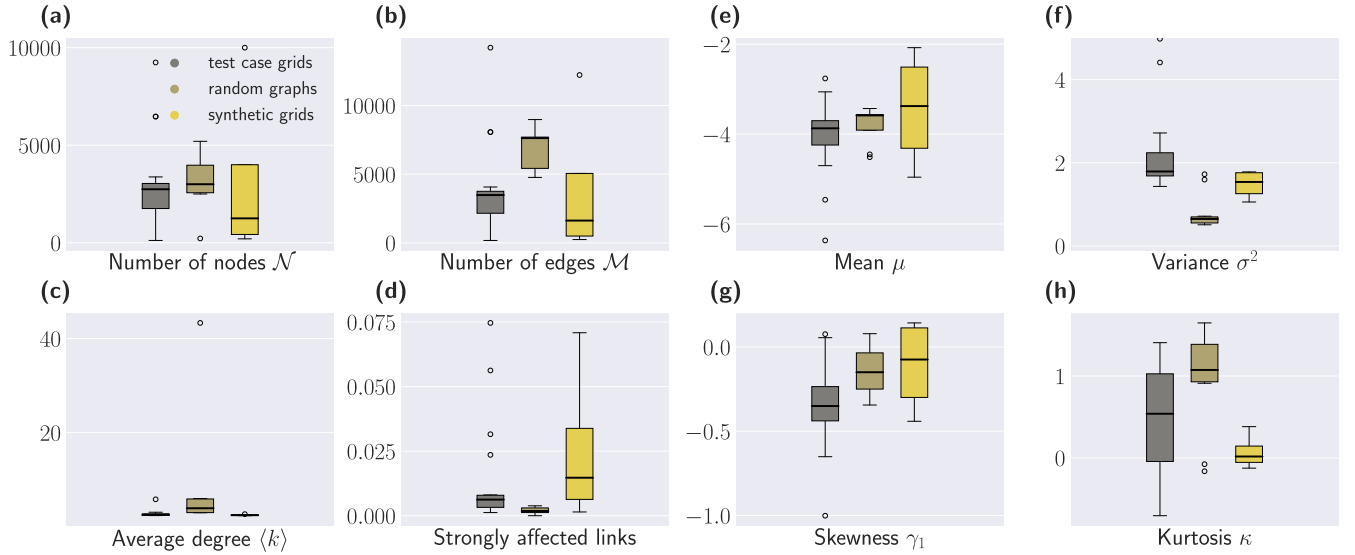 (a)
10000
5000
0
test case grids
random graphs
synthetic grids
Number of nodes 𝒩
(b)
10000
5000
0
Number of edges ℳ
(e)
−2
−4
−6
Mean μ
(f)
4
2
0
Variance σ²
(c)
40
20
Average degree ⟨k⟩
(d)
0.075
0.050
0.025
0.000
Strongly affected links
(g)
0.0
−0.5
−1.0
Skewness γ₁
(h)
1
0
Kurtosis κ